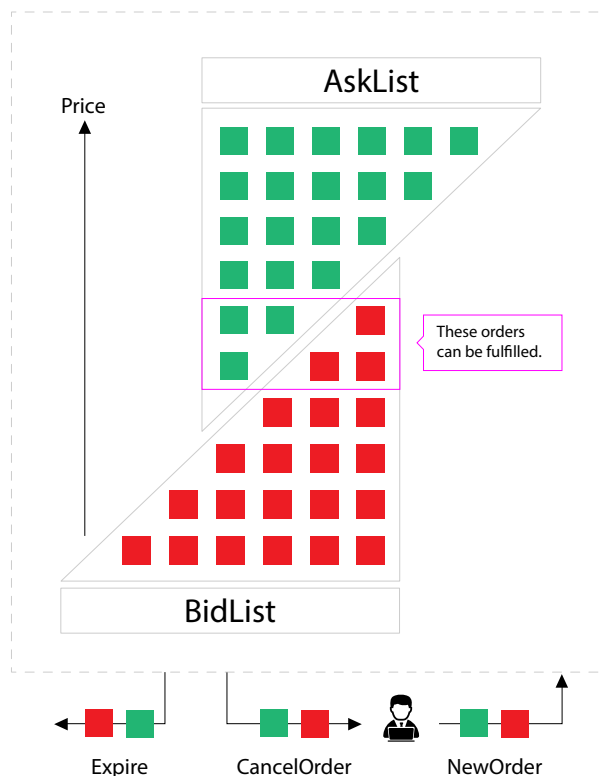 AskList
Price
These orders
can be fulfilled.
BidList
Expire
CancelOrder
NewOrder